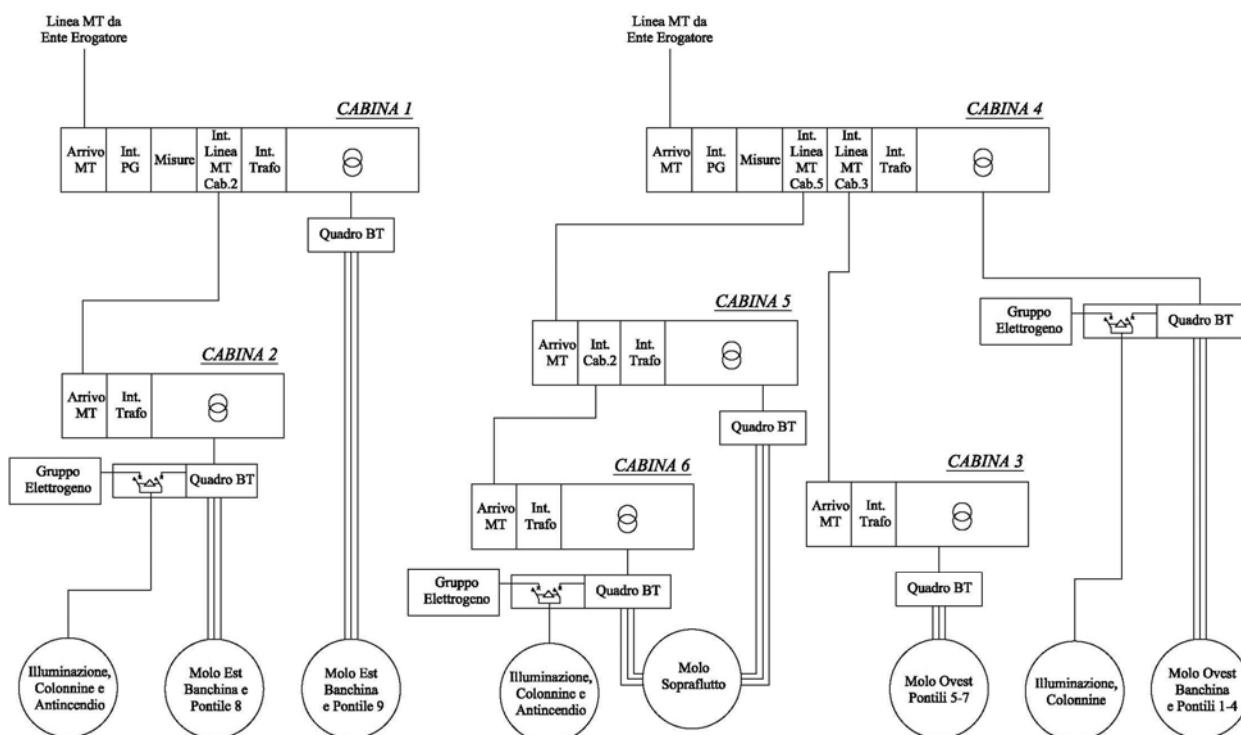 Linea MT da
Ente Erogatore
CABINA 1
Arrivo
MT
Int.
PG
Misure
Int.
Linea
MT
Cab.2
Int.
Trafo
Quadro BT
CABINA 2
Arrivo
MT
Int.
Trafo
Gruppo
Elettrogeno
Quadro BT
Illuminazione,
Colonnine e
Antincendio
Molo Est
Banchina e
Pontile 8
Molo Est
Banchina
e Pontile 9
Linea MT da
Ente Erogatore
CABINA 4
Arrivo
MT
Int.
PG
Misure
Int.
Linea
MT
Cab.5
Int.
Linea
MT
Cab.3
Int.
Trafo
CABINA 5
Arrivo
MT
Int.
Cab.2
Int.
Trafo
Quadro BT
CABINA 6
Arrivo
MT
Int.
Trafo
Gruppo
Elettrogeno
Quadro BT
Illuminazione,
Colonnine e
Antincendio
Molo
Sopraflutto
CABINA 3
Arrivo
MT
Int.
Trafo
Quadro BT
Molo Ovest
Pontili 5-7
Gruppo
Elettrogeno
Quadro BT
Illuminazione,
Colonnine
Molo Ovest
Banchina
e Pontili 1-4